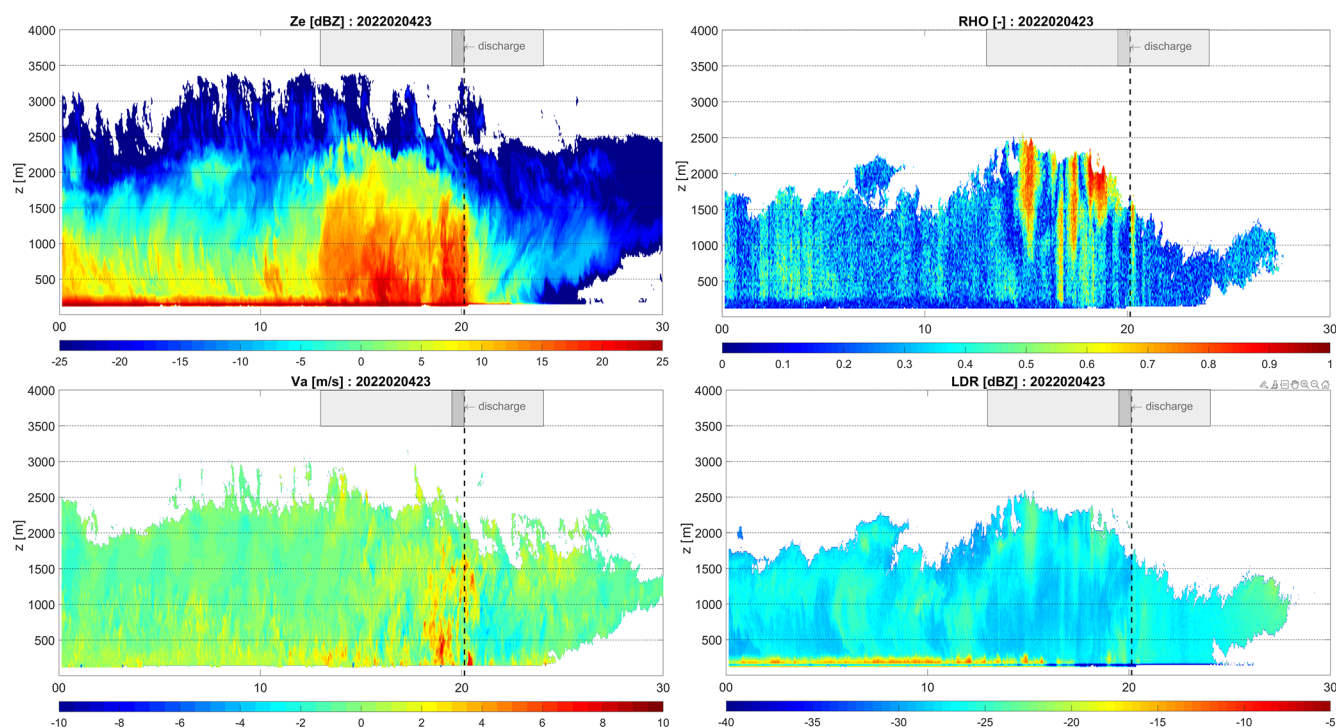 Ze [dBZ] : 2022020423
4000
3500
3000
2500
2000
1500
1000
500
z [m]
← discharge
00 10 20 30
-25 -20 -15 -10 -5 0 5 10 15 20 25
RHO [-] : 2022020423
4000
3500
3000
2500
2000
1500
1000
500
z [m]
← discharge
00 10 20 30
0 0.1 0.2 0.3 0.4 0.5 0.6 0.7 0.8 0.9 1
Va [m/s] : 2022020423
4000
3500
3000
2500
2000
1500
1000
500
z [m]
← discharge
00 10 20 30
-10 -8 -6 -4 -2 0 2 4 6 8 10
LDR [dBZ] : 2022020423
4000
3500
3000
2500
2000
1500
1000
500
z [m]
← discharge
00 10 20 30
-40 -35 -30 -25 -20 -15 -10 -5